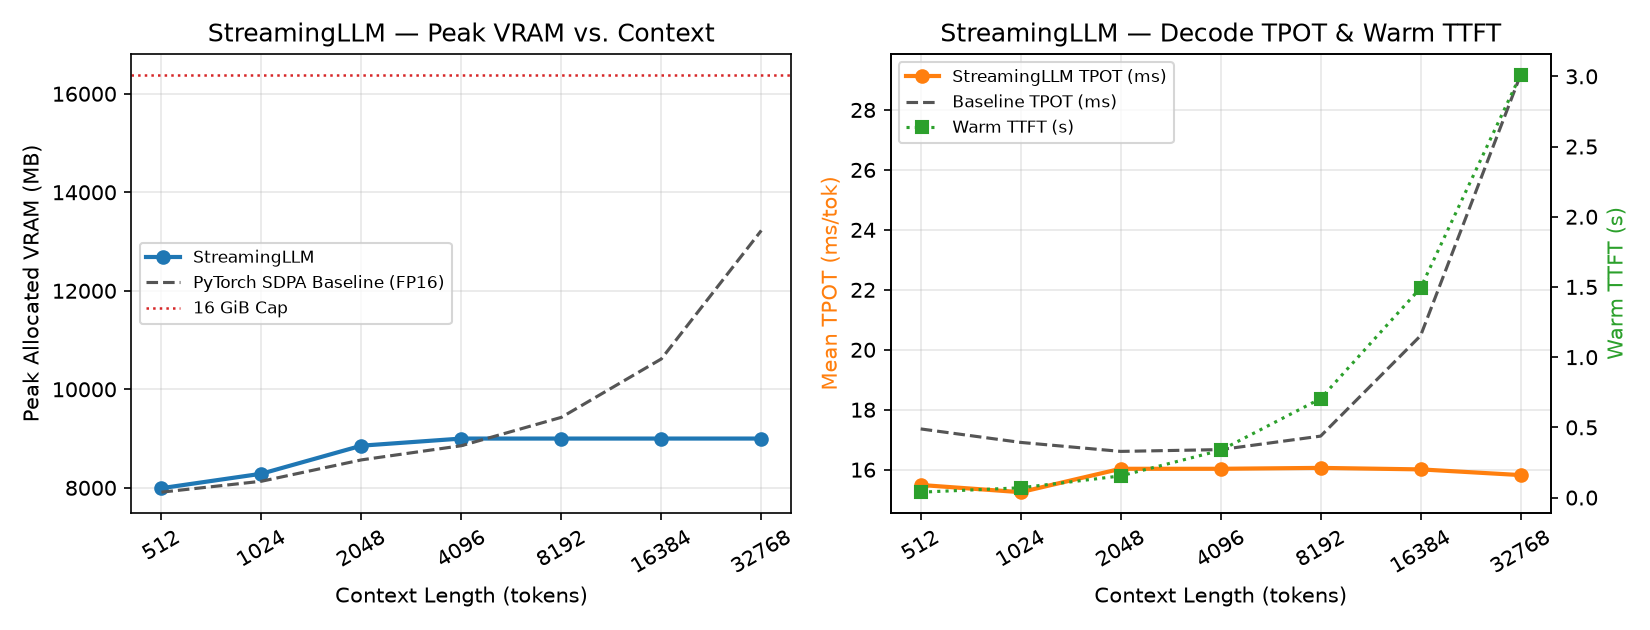 StreamingLLM — Peak VRAM vs. Context
Peak Allocated VRAM (MB)
16000
14000
12000
10000
8000
StreamingLLM
PyTorch SDPA Baseline (FP16)
16 GiB Cap
512
1024
2048
4096
8192
16384
32768
Context Length (tokens)
StreamingLLM — Decode TPOT & Warm TTFT
Mean TPOT (ms/tok)
28
26
24
22
20
18
16
StreamingLLM TPOT (ms)
Baseline TPOT (ms)
Warm TTFT (s)
3.0
2.5
2.0
1.5
1.0
0.5
0.0
Warm TTFT (s)
512
1024
2048
4096
8192
16384
32768
Context Length (tokens)